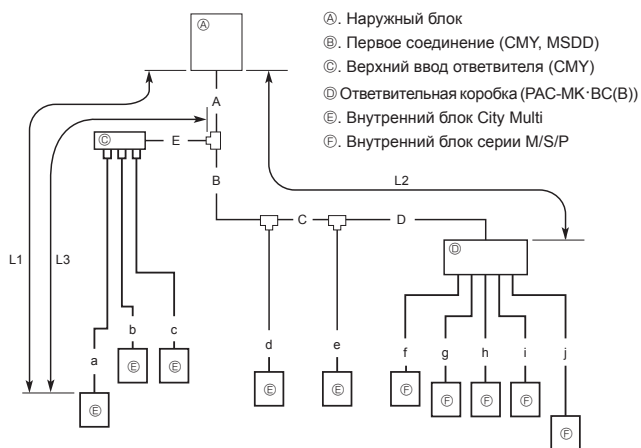 Ⓐ. Наружный блок
Ⓑ. Первое соединение (CMY, MSDD)
Ⓒ. Верхний ввод ответвителя (CMY)
Ⓓ Ответвительная коробка (PAC-MK·BC(B))
Ⓔ. Внутренний блок City Multi
Ⓕ. Внутренний блок серии M/S/P
Ⓐ
A
Ⓒ
E
B
L2
C
D
Ⓓ
L1
L3
a
b
c
d
e
f
g
h
i
j
Ⓔ
Ⓔ
Ⓔ
Ⓔ
Ⓔ
Ⓕ
Ⓕ
Ⓕ
Ⓕ
Ⓕ